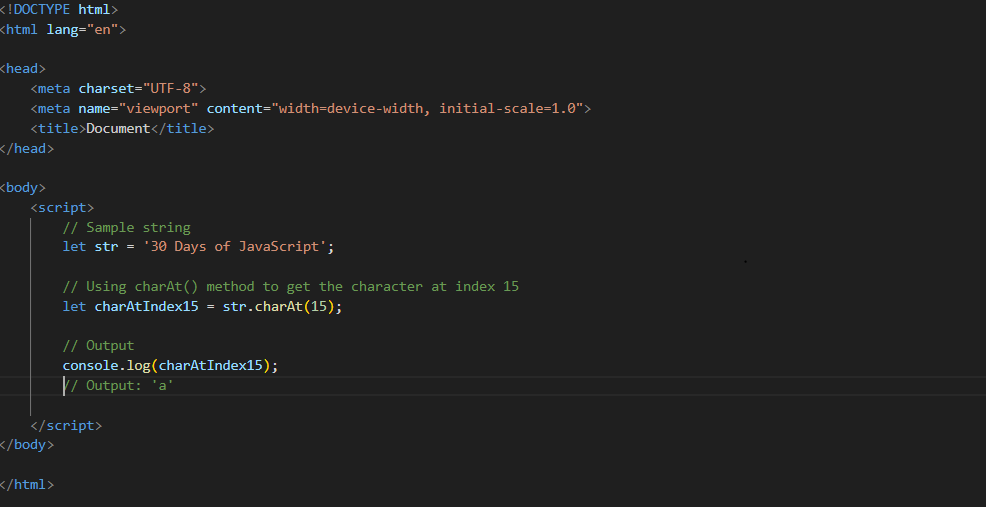 <!DOCTYPE html>
<html lang="en">
<head>
<meta charset="UTF-8">
<meta name="viewport" content="width=device-width, initial-scale=1.0">
<title>Document</title>
</head>
<body>
<script>
// Sample string
let str = '30 Days of JavaScript';
// Using charAt() method to get the character at index 15
let charAtIndex15 = str.charAt(15);
// Output
console.log(charAtIndex15);
// Output: 'a'
</script>
</body>
</html>